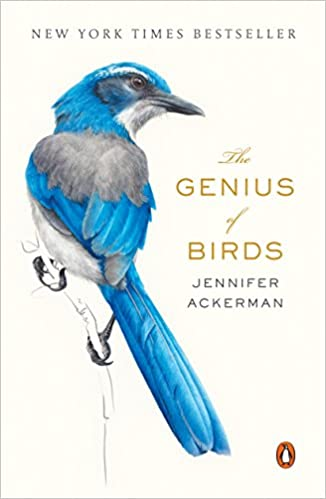 NEW YORK TIMES BESTSELLER
The
GENIUS
of
BIRDS
JENNIFER
ACKERMAN